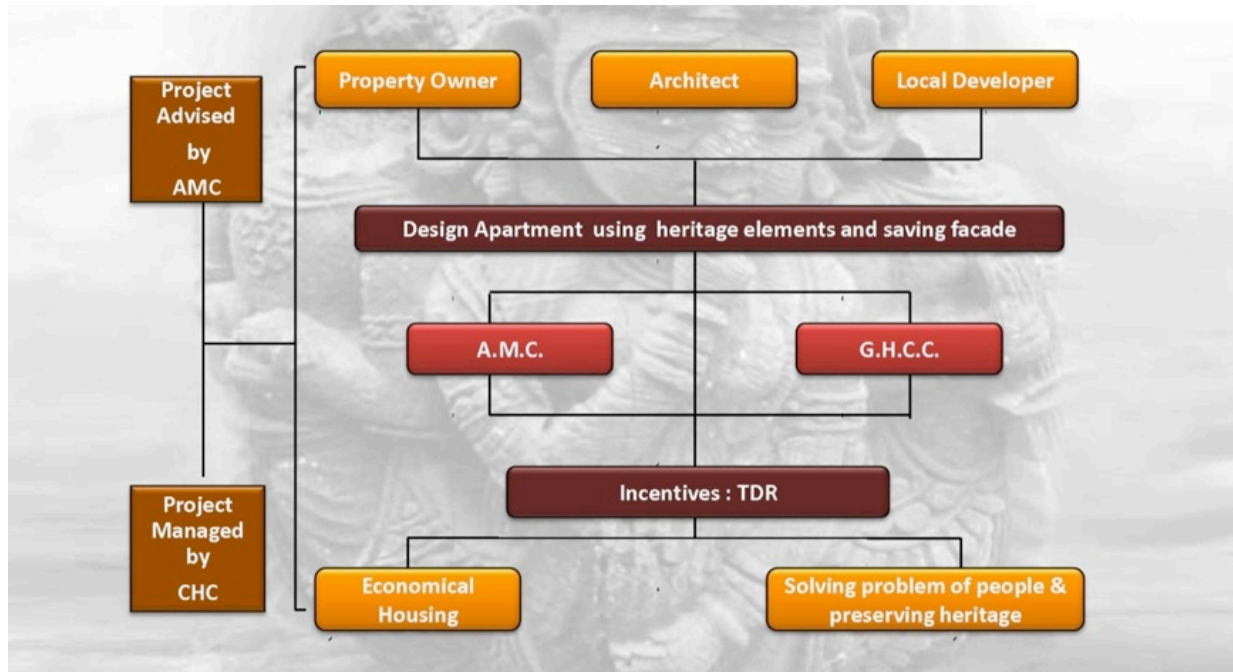 Property Owner
Architect
Local Developer
Project
Advised
by
AMC
Design Apartment using heritage elements and saving facade
A.M.C.
G.H.C.C.
Incentives : TDR
Project
Managed
by
CHC
Economical
Housing
Solving problem of people &
preserving heritage